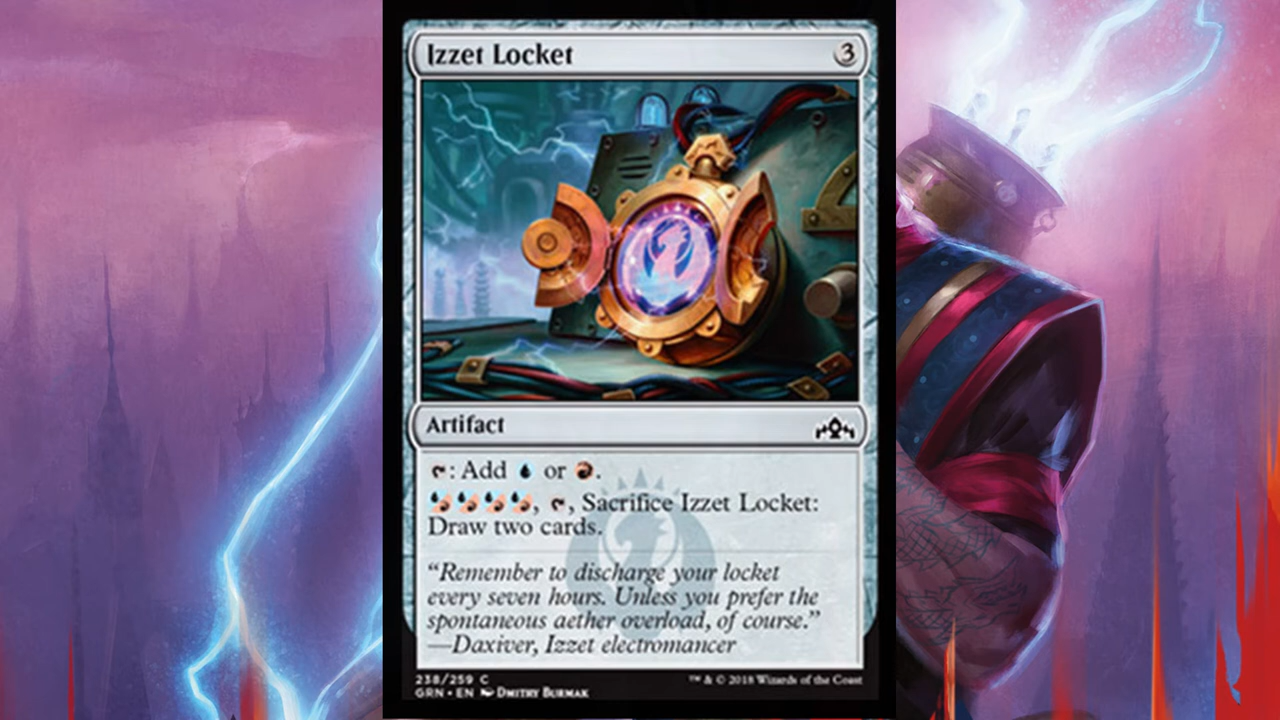 Izzet Locket 3
Artifact
: Add or .
, , Sacrifice Izzet Locket:
Draw two cards.
“Remember to discharge your locket
every seven hours. Unless you prefer the
spontaneous aether overload, of course.”
—Daxiver, Izzet electromancer
238/259 C
GRN • EN Dmitry Burmak
™ & © 2018 Wizards of the Coast